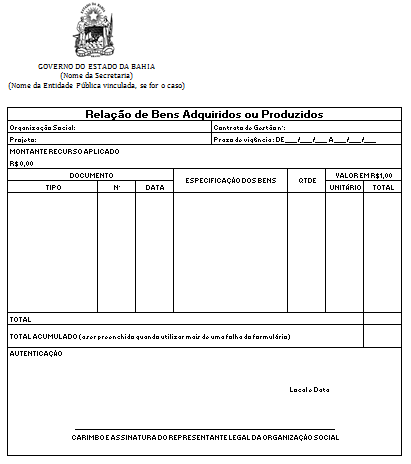 GOVERNO DO ESTADO DA BAHIA
(Nome da Secretaria)
(Nome da Entidade Pública vinculada, se for o caso)
Relação de Bens Adquiridos ou Produzidos
Organização Social: Contrato de Gestão nº:
Projeto: Prazo de vigência: DE___/___/___ A___/___/___
MONTANTE RECURSO APLICADO
R$ 0,00
DOCUMENTO ESPECIFICAÇÃO DOS BENS QTDE VALOR EM R$1,00
TIPO Nº DATA UNITÁRIO TOTAL
TOTAL
TOTAL ACUMULADO (a ser preenchido quando utilizar mais de uma folha do formulário)
AUTENTICAÇÃO
Local e Data
CARIMBO E ASSINATURA DO REPRESENTANTE LEGAL DA ORGANIZAÇÃO SOCIAL